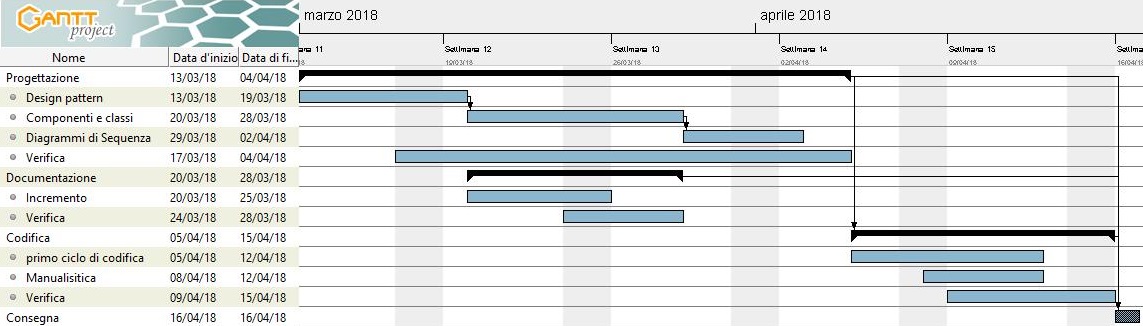 GANTT
project
marzo 2018
aprile 2018
Settimana 12
Settimana 13
Settimana 14
Settimana 15
19/03/18
26/03/18
02/04/18
09/04/18
16/04/18
Nome Data d'inizio Data di fi...
Progettazione 13/03/18 04/04/18
Design pattern 13/03/18 19/03/18
Componenti e classi 20/03/18 28/03/18
Diagrammi di Sequenza 29/03/18 02/04/18
Verifica 17/03/18 04/04/18
Documentazione 20/03/18 28/03/18
Incremento 20/03/18 25/03/18
Verifica 24/03/18 28/03/18
Codifica 05/04/18 15/04/18
primo ciclo di codifica 05/04/18 12/04/18
Manualisitica 08/04/18 12/04/18
Verifica 09/04/18 15/04/18
Consegna 16/04/18 16/04/18